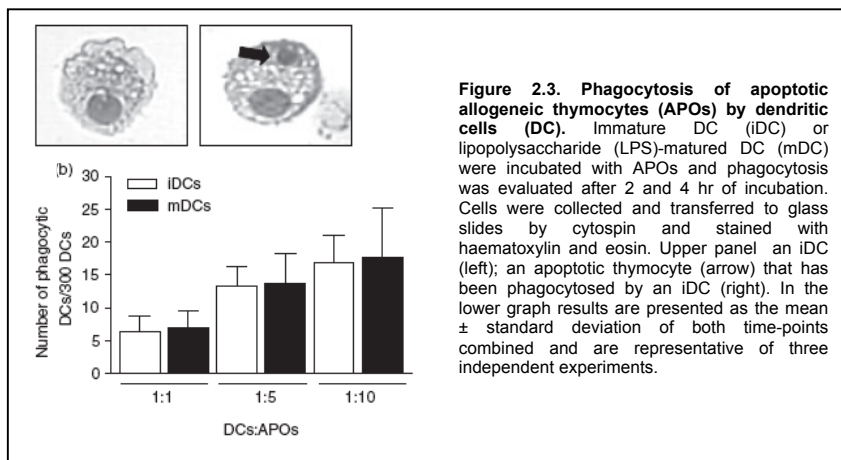 Figure 2.3. Phagocytosis of apoptotic
allogeneic thymocytes (APOs) by dendritic
cells (DC). Immature DC (iDC) or
lipopolysaccharide (LPS)-matured DC (mDC)
were incubated with APOs and phagocytosis
was evaluated after 2 and 4 hr of incubation.
Cells were collected and transferred to glass
slides by cytospin and stained with
haematoxylin and eosin. Upper panel an iDC
(left); an apoptotic thymocyte (arrow) that has
been phagocytosed by an iDC (right). In the
lower graph results are presented as the mean
± standard deviation of both time-points
combined and are representative of three
independent experiments.
(b)
Number of phagocytic
DCs/300 DCs
30
25
20
15
10
5
0
iDCs
mDCs
1:1 1:5 1:10
DCs:APOs